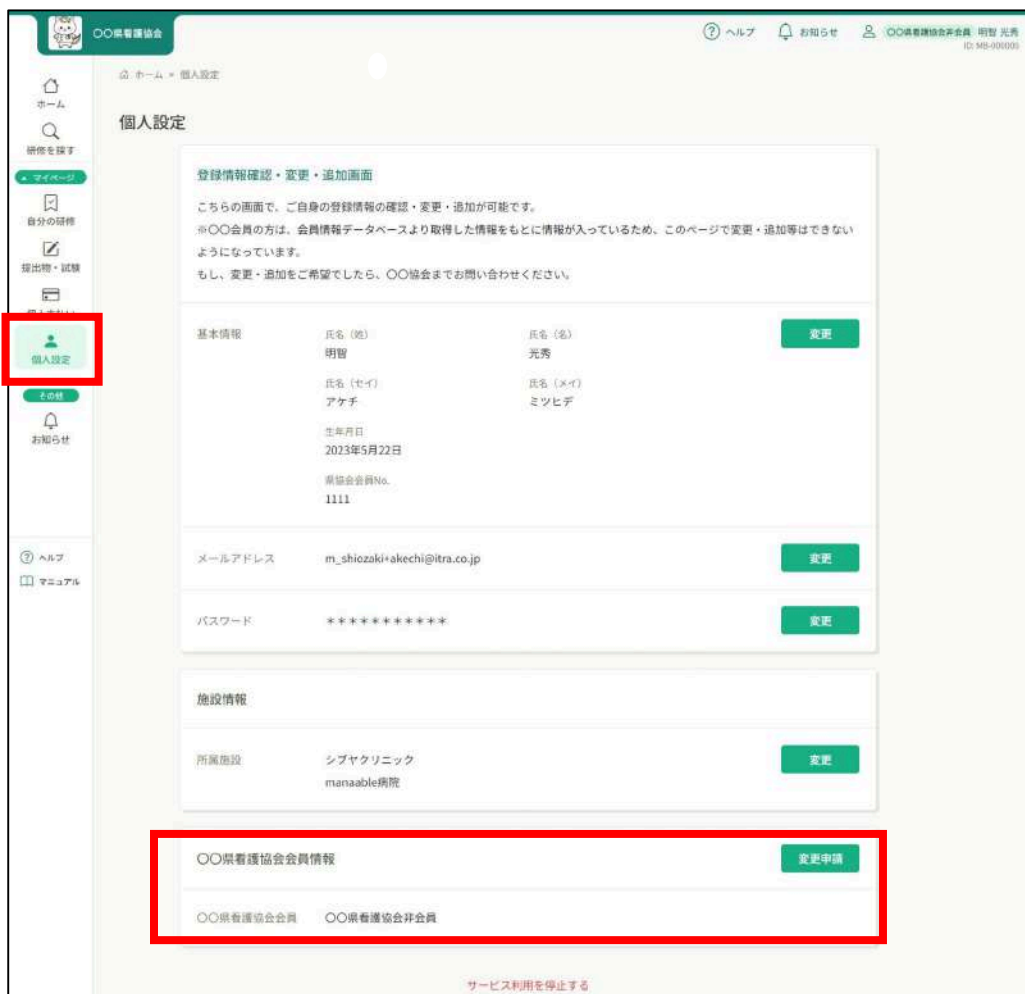 〇〇県看護協会
ヘルプ
お知らせ
〇〇県看護協会非会員 明智 光秀
ID: MB-000000
ホーム
研修を探す
マイページ
自分の研修
提出物・試験
個人設定
その他
お知らせ
ヘルプ
マニュアル
ホーム > 個人設定
個人設定
登録情報確認・変更・追加画面
こちらの画面で、ご自身の登録情報の確認・変更・追加が可能です。
※〇〇会員の方は、会員情報データベースより取得した情報をもとに情報が入っているため、このページで変更・追加等はできない
ようになっています。
もし、変更・追加をご希望でしたら、〇〇協会までお問い合わせください。
基本情報
氏名（姓） 氏名（名） 変更
明智 光秀
氏名（セイ） 氏名（メイ）
アケチ ミツヒデ
生年月日
2023年5月22日
県協会会員No.
1111
メールアドレス m_shiozaki+akechi@itra.co.jp 変更
パスワード *********** 変更
施設情報
所属施設 シブヤクリニック 変更
manaable病院
〇〇県看護協会会員情報 変更申請
〇〇県看護協会会員 〇〇県看護協会非会員
サービス利用を停止する